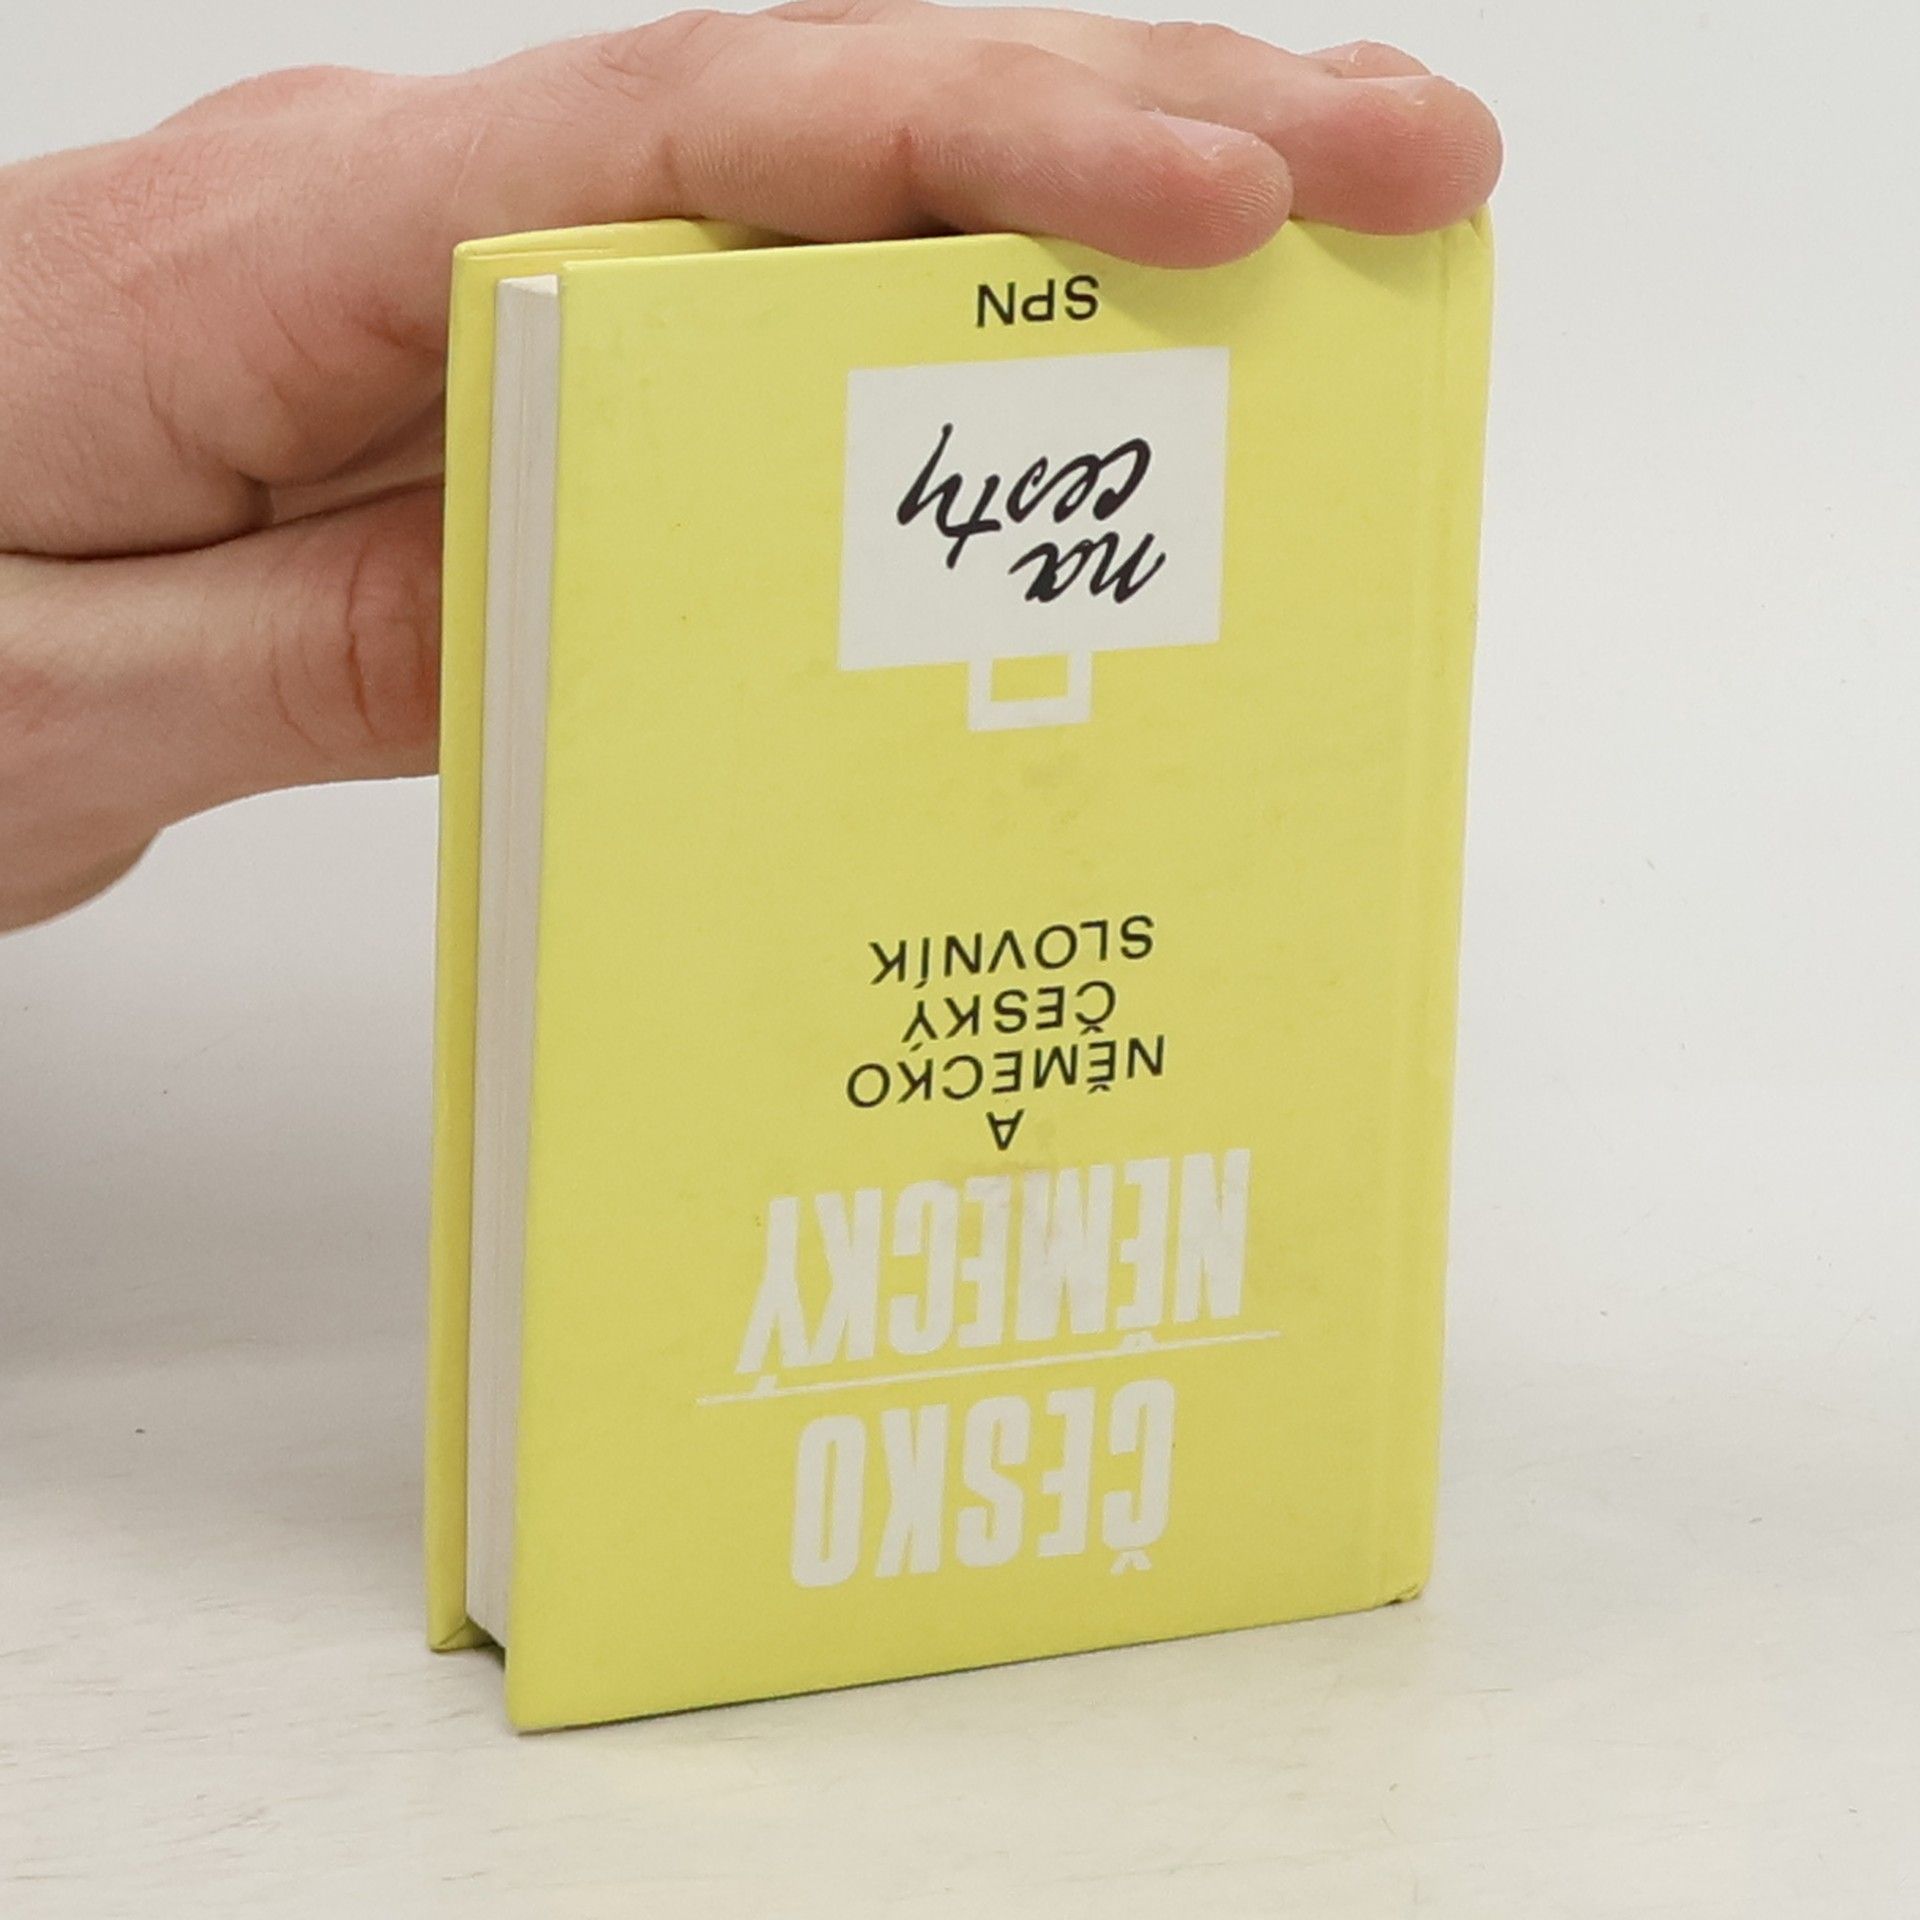 ČESKO
NĚMECKÝ
A
NĚMECKO
ČESKÝ
SLOVNÍK
na
cesty
SPN